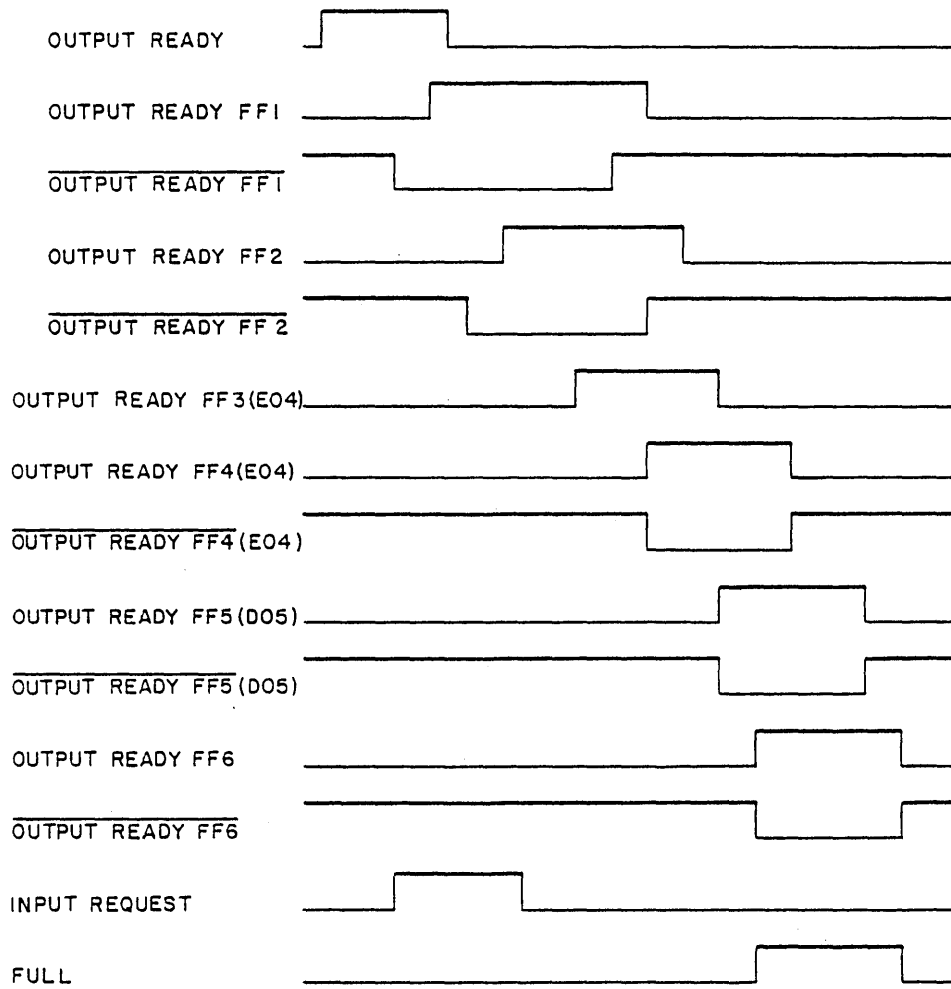 OUTPUT READY
OUTPUT READY FF1
OUTPUT READY FF1
OUTPUT READY FF2
OUTPUT READY FF2
OUTPUT READY FF3(E04)
OUTPUT READY FF4(E04)
OUTPUT READY FF4(E04)
OUTPUT READY FF5(D05)
OUTPUT READY FF5(D05)
OUTPUT READY FF6
OUTPUT READY FF6
INPUT REQUEST
FULL